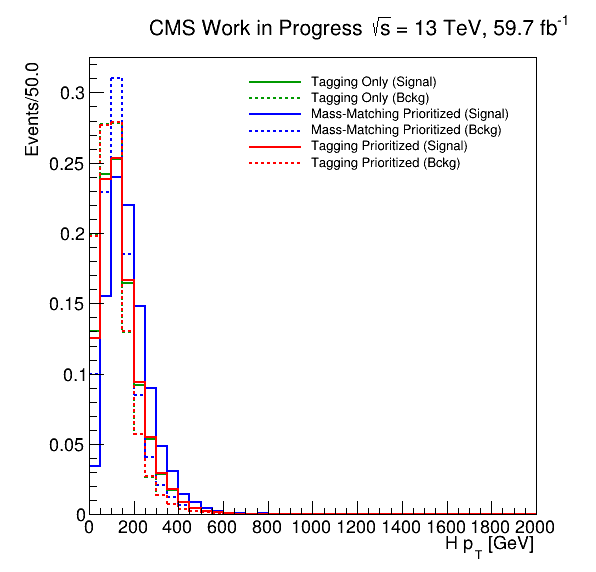 CMS Work in Progress √s = 13 TeV, 59.7 fb⁻¹
Events/50.0
0.3
0.25
0.2
0.15
0.1
0.05
0
Tagging Only (Signal)
Tagging Only (Bckg)
Mass-Matching Prioritized (Signal)
Mass-Matching Prioritized (Bckg)
Tagging Prioritized (Signal)
Tagging Prioritized (Bckg)
0 200 400 600 800 1000 1200 1400 1600 1800 2000
H p_T [GeV]